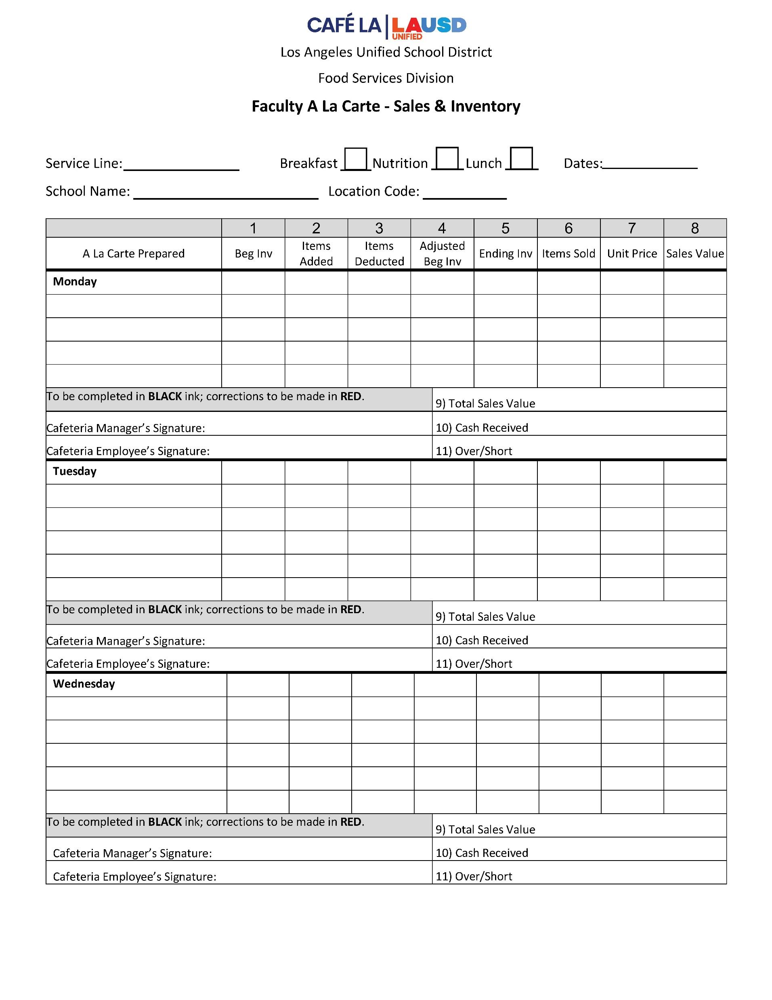 CAFÉ LA LAUSD
UNIFIED
Los Angeles Unified School District
Food Services Division
Faculty A La Carte - Sales & Inventory
Service Line: Breakfast Nutrition Lunch Dates:
School Name: Location Code:
1 2 3 4 5 6 7 8
A La Carte Prepared Beg Inv Items Added Items Deducted Adjusted Beg Inv Ending Inv Items Sold Unit Price Sales Value
Monday
To be completed in BLACK ink; corrections to be made in RED. 9) Total Sales Value
Cafeteria Manager’s Signature: 10) Cash Received
Cafeteria Employee’s Signature: 11) Over/Short
Tuesday
To be completed in BLACK ink; corrections to be made in RED. 9) Total Sales Value
Cafeteria Manager’s Signature: 10) Cash Received
Cafeteria Employee’s Signature: 11) Over/Short
Wednesday
To be completed in BLACK ink; corrections to be made in RED. 9) Total Sales Value
Cafeteria Manager’s Signature: 10) Cash Received
Cafeteria Employee’s Signature: 11) Over/Short